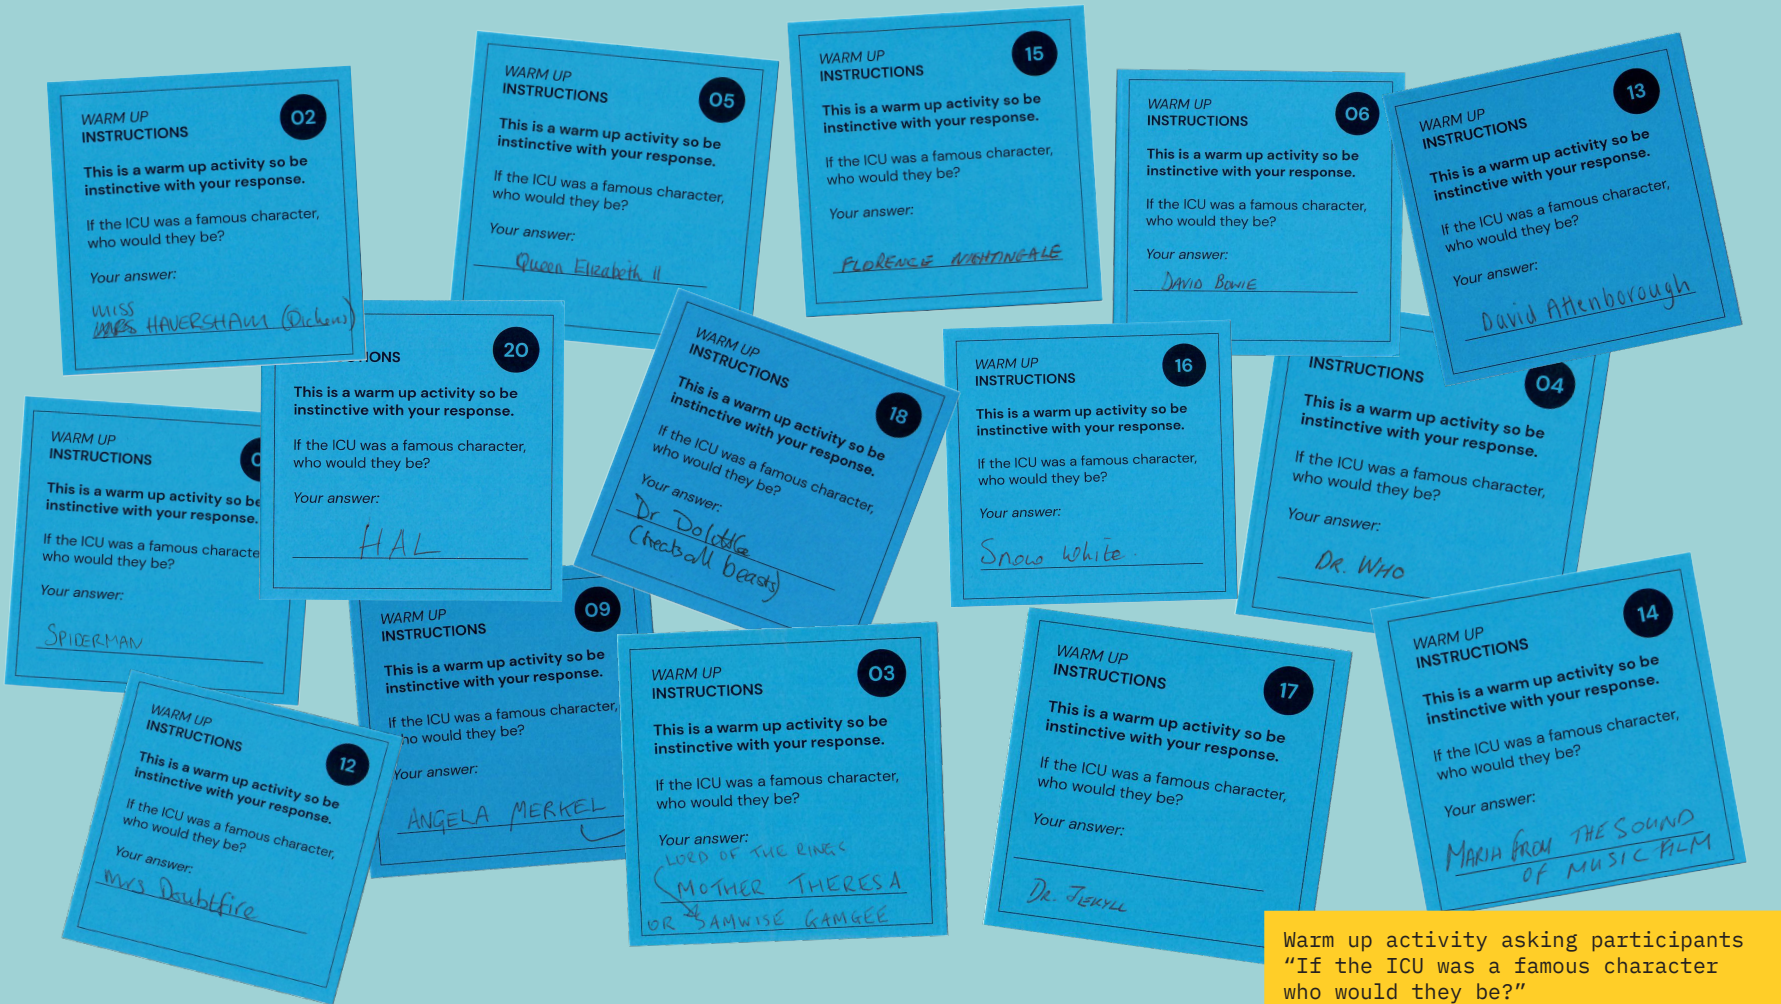 WARM UP
INSTRUCTIONS
02
This is a warm up activity so be
instinctive with your response.
If the ICU was a famous character,
who would they be?
Your answer:
MISS
MRS HAVERSHAM (Dickens)
WARM UP
INSTRUCTIONS
05
This is a warm up activity so be
instinctive with your response.
If the ICU was a famous character,
who would they be?
Your answer:
Queen Elizabeth II
WARM UP
INSTRUCTIONS
15
This is a warm up activity so be
instinctive with your response.
If the ICU was a famous character,
who would they be?
Your answer:
FLORENCE NIGHTINGALE
WARM UP
INSTRUCTIONS
06
This is a warm up activity so be
instinctive with your response.
If the ICU was a famous character,
who would they be?
Your answer:
DAVID BOWIE
WARM UP
INSTRUCTIONS
13
This is a warm up activity so be
instinctive with your response.
If the ICU was a famous character,
who would they be?
Your answer:
David Attenborough
WARM UP
INSTRUCTIONS
This is a warm up activity so be
instinctive with your response.
If the ICU was a famous characte
who would they be?
Your answer:
SPIDERMAN
IONS
20
This is a warm up activity so be
instinctive with your response.
If the ICU was a famous character,
who would they be?
Your answer:
HAL
WARM UP
INSTRUCTIONS
18
This is a warm up activity so be
instinctive with your response.
If the ICU was a famous character,
who would they be?
Your answer:
Dr Dolittle
(treats all beasts)
WARM UP
INSTRUCTIONS
16
This is a warm up activity so be
instinctive with your response.
If the ICU was a famous character,
who would they be?
Your answer:
Snow White.
INSTRUCTIONS
04
This is a warm up activity so be
instinctive with your response.
If the ICU was a famous character,
who would they be?
Your answer:
DR. WHO
WARM UP
INSTRUCTIONS
12
This is a warm up activity so be
instinctive with your response.
If the ICU was a famous character,
who would they be?
Your answer:
Mrs Doubtfire
WARM UP
INSTRUCTIONS
09
This is a warm up activity so be
instinctive with your response.
If the ICU was a famous character,
ho would they be?
Your answer:
ANGELA MERKEL
WARM UP
INSTRUCTIONS
03
This is a warm up activity so be
instinctive with your response.
If the ICU was a famous character,
who would they be?
Your answer:
LORD OF THE RINGS
MOTHER THERESA
OR SAMWISE GAMGEE
WARM UP
INSTRUCTIONS
17
This is a warm up activity so be
instinctive with your response.
If the ICU was a famous character,
who would they be?
Your answer:
DR. JEKYLL
WARM UP
INSTRUCTIONS
14
This is a warm up activity so be
instinctive with your response.
If the ICU was a famous character,
who would they be?
Your answer:
MARIA FROM THE SOUND
OF MUSIC FILM
Warm up activity asking participants
“If the ICU was a famous character
who would they be?”